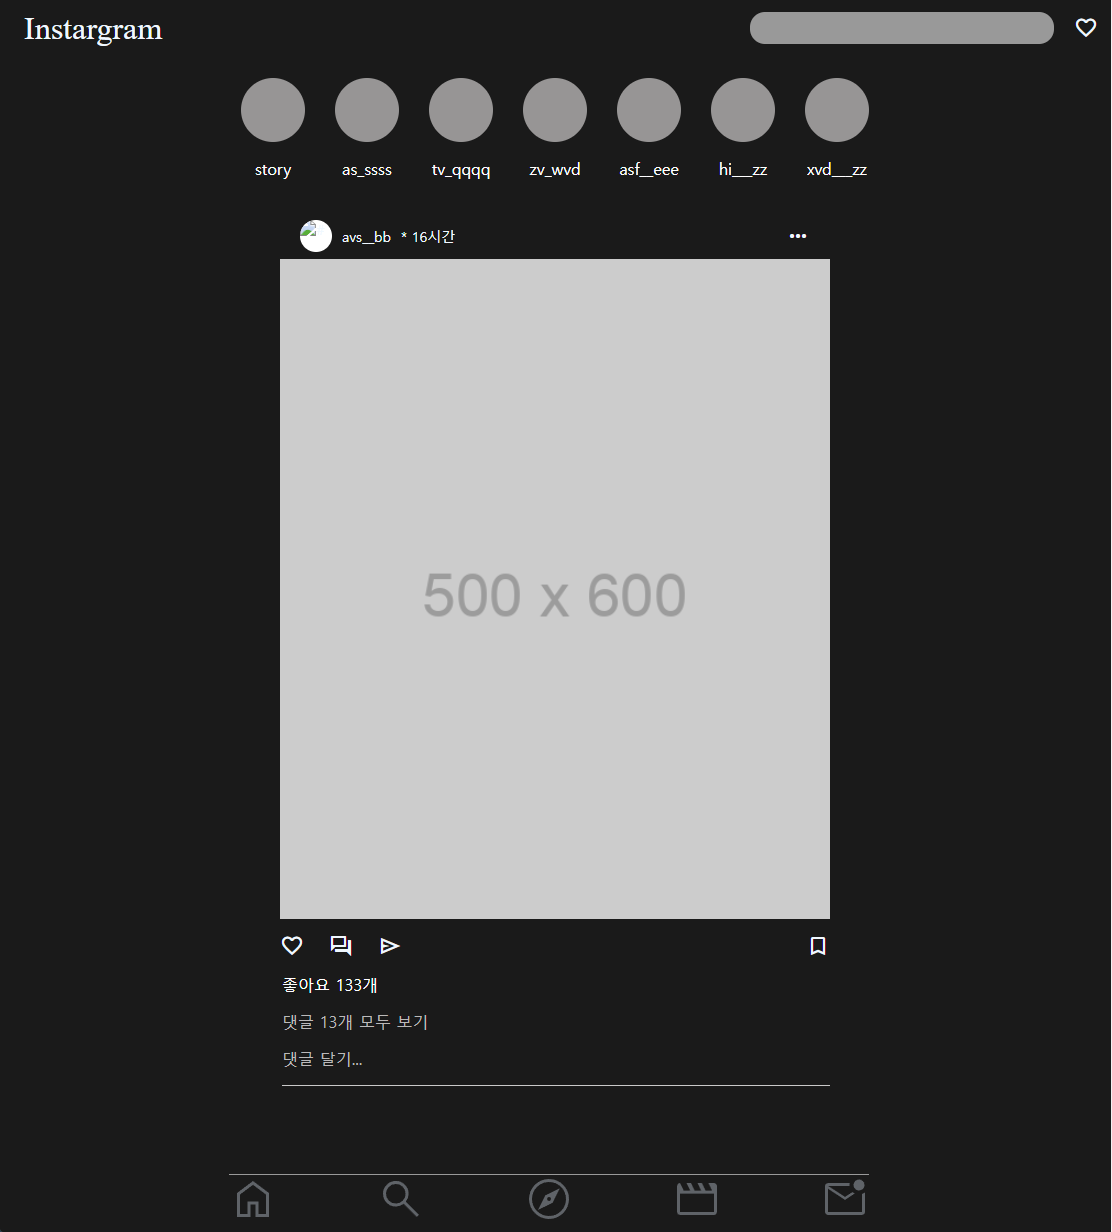 Instargram
story as_ssss tv_qqqq zv_wvd asf__eee hi___zz xvd___zz
avs__bb * 16시간
500 x 600
좋아요 133개
댓글 13개 모두 보기
댓글 달기...